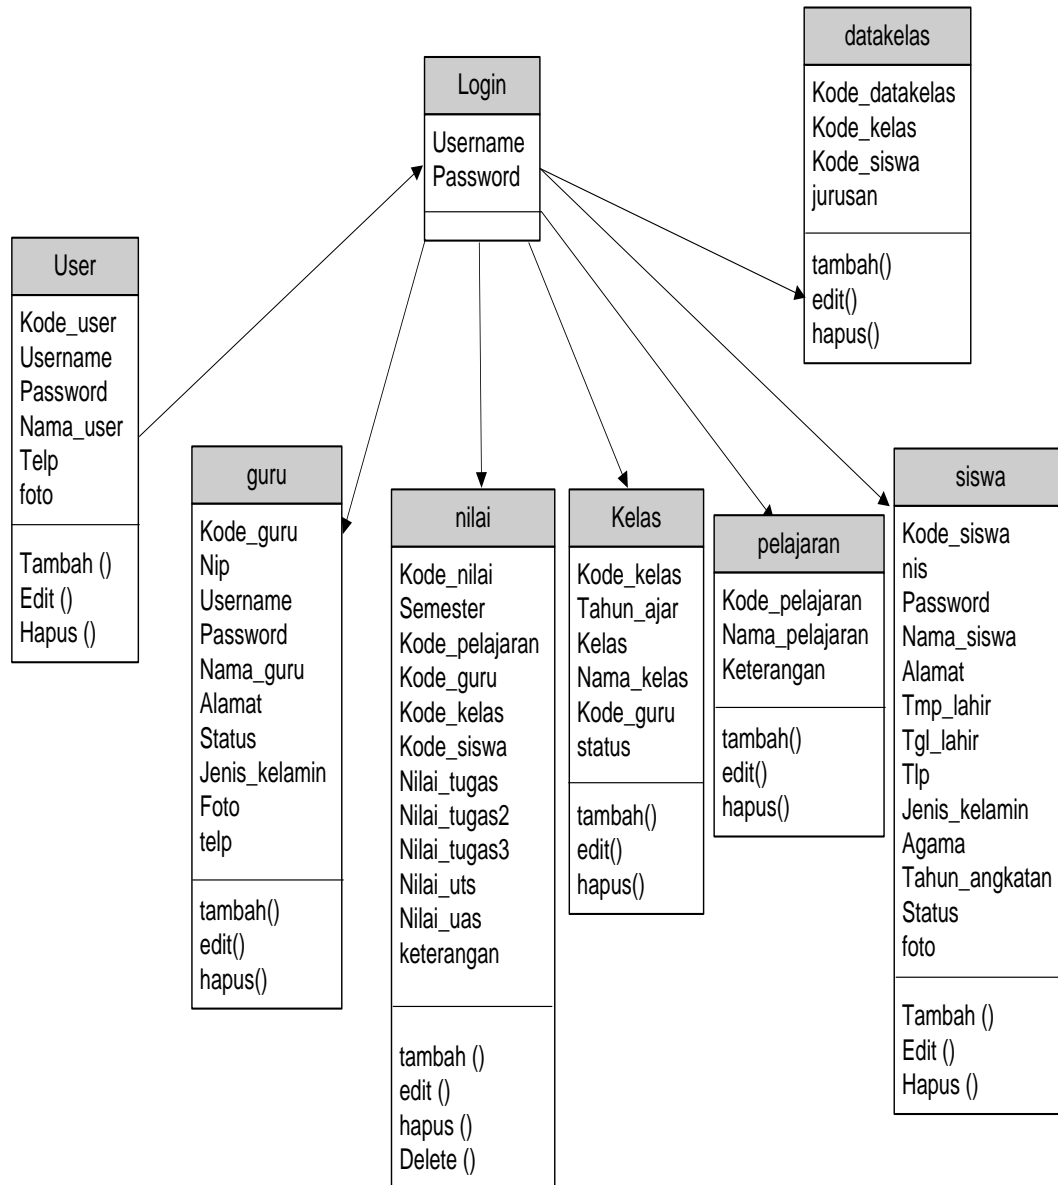 datakelas
Kode_datakelas
Kode_kelas
Kode_siswa
jurusan
tambah()
edit()
hapus()
Login
Username
Password
User
Kode_user
Username
Password
Nama_user
Telp
foto
Tambah ()
Edit ()
Hapus ()
guru
Kode_guru
Nip
Username
Password
Nama_guru
Alamat
Status
Jenis_kelamin
Foto
telp
tambah()
edit()
hapus()
nilai
Kode_nilai
Semester
Kode_pelajaran
Kode_guru
Kode_kelas
Kode_siswa
Nilai_tugas
Nilai_tugas2
Nilai_tugas3
Nilai_uts
Nilai_uas
keterangan
tambah ()
edit ()
hapus ()
Delete ()
Kelas
Kode_kelas
Tahun_ajar
Kelas
Nama_kelas
Kode_guru
status
tambah()
edit()
hapus()
pelajaran
Kode_pelajaran
Nama_pelajaran
Keterangan
tambah()
edit()
hapus()
siswa
Kode_siswa
nis
Password
Nama_siswa
Alamat
Tmp_lahir
Tgl_lahir
Tlp
Jenis_kelamin
Agama
Tahun_angkatan
Status
foto
Tambah ()
Edit ()
Hapus ()